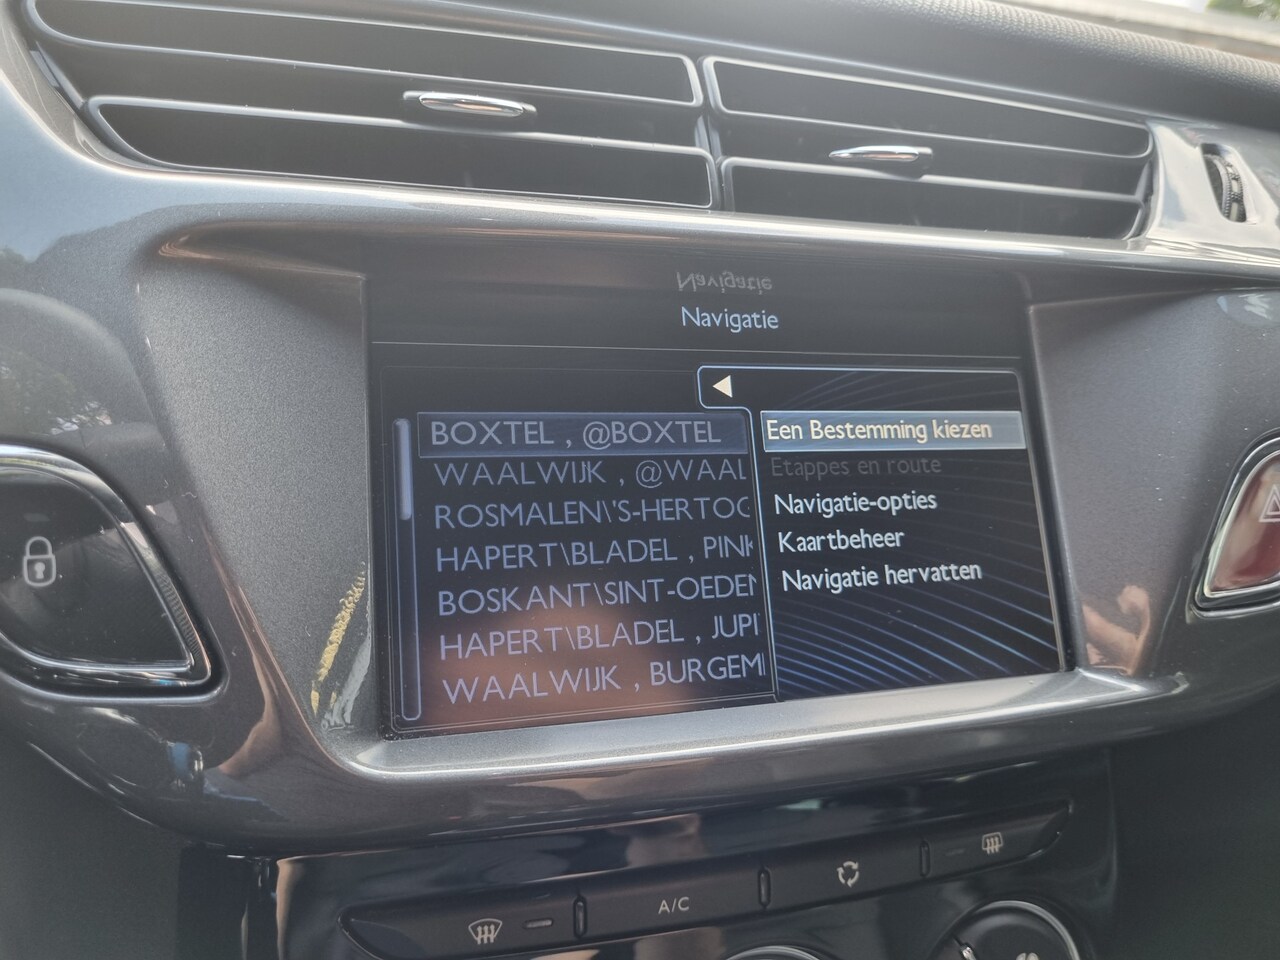 Navigatie
Navigatie
BOXTEL , @BOXTEL
WAALWIJK , @WAAL
ROSMALEN\'S-HERTOG
HAPERT\BLADEL , PINK
BOSKANT\SINT-OEDEN
HAPERT\BLADEL , JUPI
WAALWIJK , BURGEM
Een Bestemming kiezen
Etappes en route
Navigatie-opties
Kaartbeheer
Navigatie hervatten
A/C